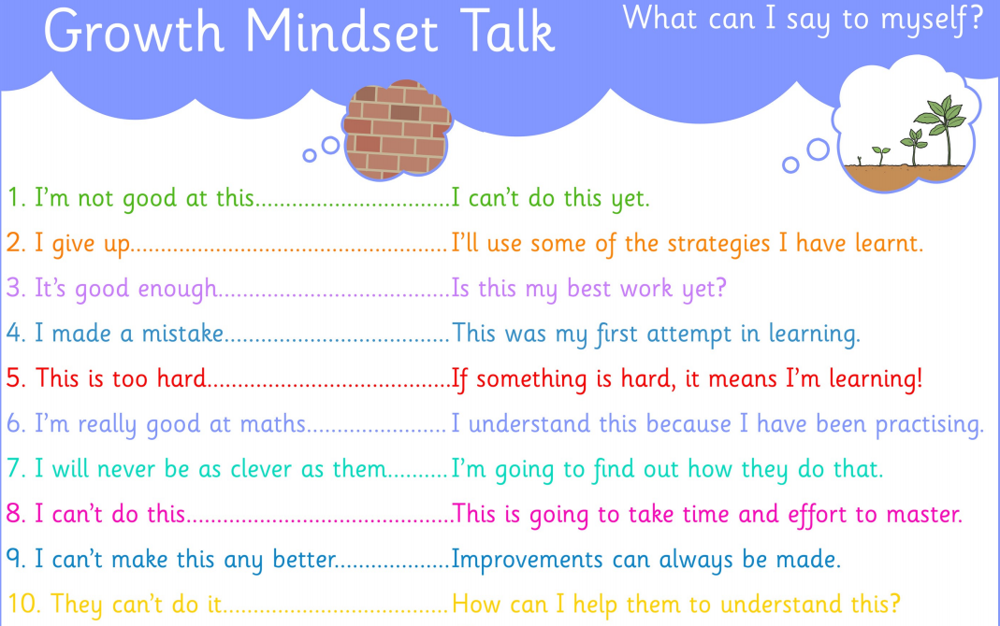 Growth Mindset Talk
What can I say to myself?
1. I'm not good at this................................I can't do this yet.
2. I give up....................................................I'll use some of the strategies I have learnt.
3. It's good enough......................................Is this my best work yet?
4. I made a mistake.....................................This was my first attempt in learning.
5. This is too hard........................................If something is hard, it means I'm learning!
6. I'm really good at maths.......................I understand this because I have been practising.
7. I will never be as clever as them..........I'm going to find out how they do that.
8. I can't do this............................................This is going to take time and effort to master.
9. I can't make this any better...................Improvements can always be made.
10. They can't do it.....................................How can I help them to understand this?